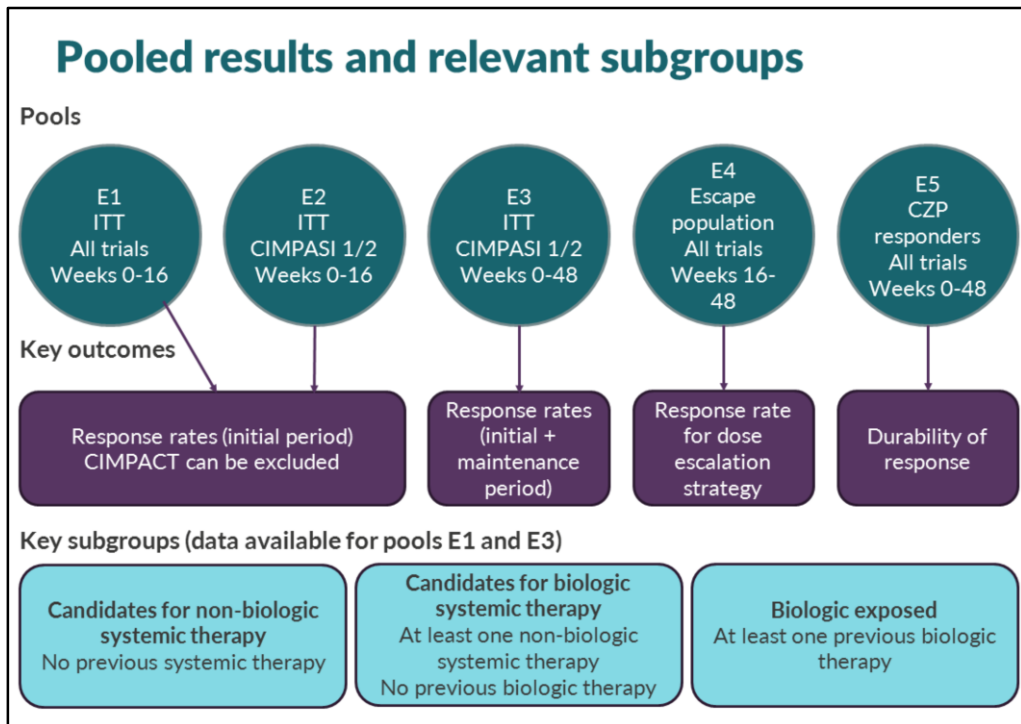 Pooled results and relevant subgroups
Pools
E1
ITT
All trials
Weeks 0-16
E2
ITT
CIMPASI 1/2
Weeks 0-16
E3
ITT
CIMPASI 1/2
Weeks 0-48
E4
Escape
population
All trials
Weeks 16-
48
E5
CZP
responders
All trials
Weeks 0-48
Key outcomes
Response rates (initial period)
CIMPACT can be excluded
Response rates
(initial +
maintenance
period)
Response rate
for dose
escalation
strategy
Durability of
response
Key subgroups (data available for pools E1 and E3)
Candidates for non-biologic
systemic therapy
No previous systemic therapy
Candidates for biologic
systemic therapy
At least one non-biologic
systemic therapy
No previous biologic therapy
Biologic exposed
At least one previous biologic
therapy